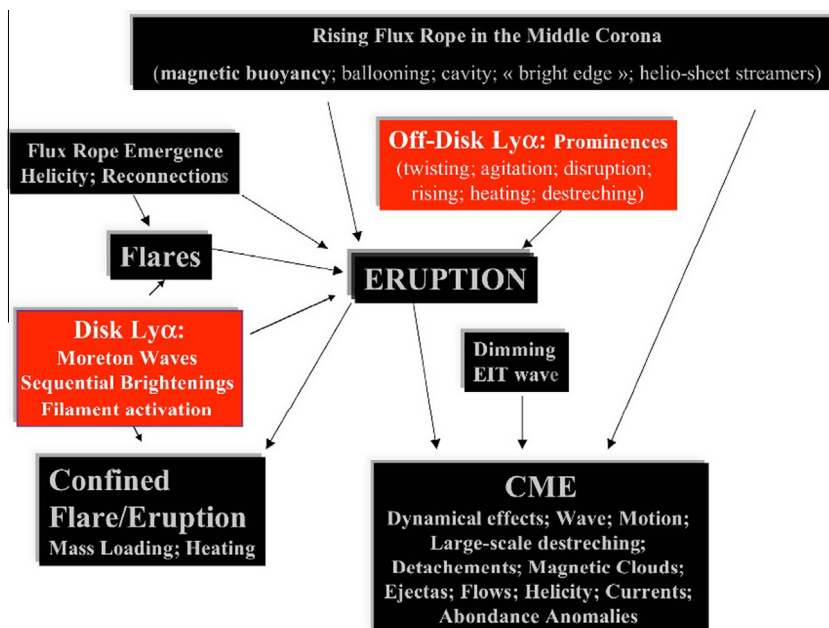 Rising Flux Rope in the Middle Corona
(magnetic buoyancy; ballooning; cavity; « bright edge »; helio-sheet streamers)
Flux Rope Emergence
Helicity; Reconnections
Off-Disk Lyα: Prominences
(twisting; agitation; disruption;
rising; heating; destreching)
Flares
ERUPTION
Disk Lyα:
Moreton Waves
Sequential Brightenings
Filament activation
Dimming
EIT wave
Confined
Flare/Eruption
Mass Loading; Heating
CME
Dynamical effects; Wave; Motion;
Large-scale destreching;
Detachements; Magnetic Clouds;
Ejectas; Flows; Helicity; Currents;
Abondance Anomalies